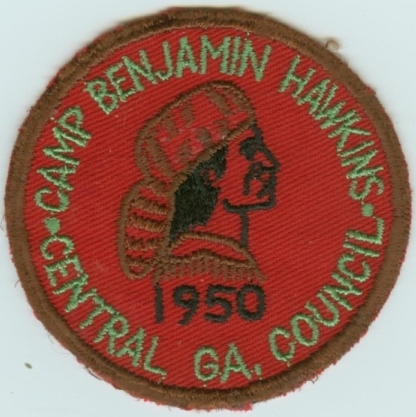 CAMP BENJAMIN HAWKINS
1950
CENTRAL GA. COUNCIL